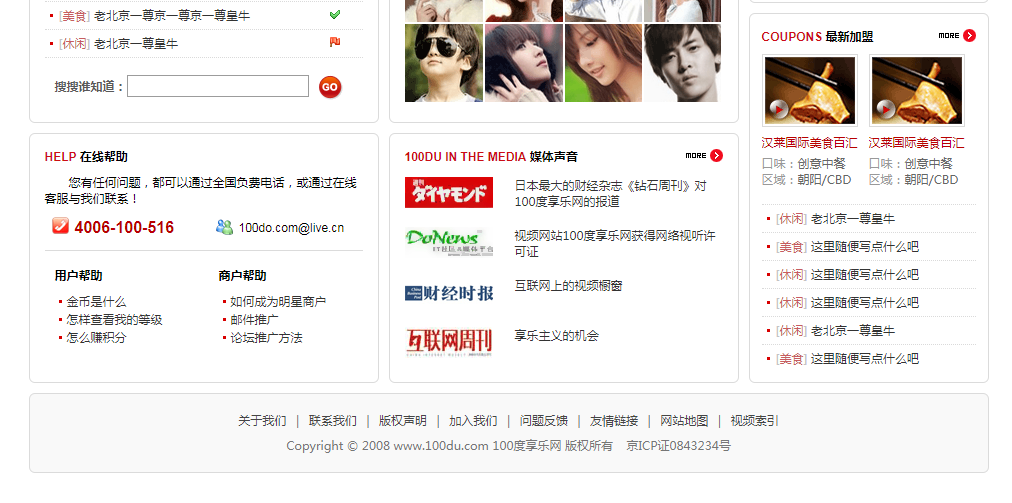 [美食] 老北京一尊京一尊京一尊皇牛
[休闲] 老北京一尊皇牛
搜搜谁知道：
GO
HELP 在线帮助
您有任何问题，都可以通过全国负费电话，或通过在线
客服与我们联系！
4006-100-516
100do.com@live.cn
用户帮助
金币是什么
怎样查看我的等级
怎么赚积分
商户帮助
如何成为明星商户
邮件推广
论坛推广方法
100DU IN THE MEDIA 媒体声音
MORE
週刊
ダイヤモンド
日本最大的财经杂志《钻石周刊》对
100度享乐网的报道
DoNews
IT社区&媒体平台
视频网站100度享乐网获得网络视听许
可证
China Business Post
财经时报
互联网上的视频橱窗
互联网周刊
CHINA INTERNET WEEKLY
享乐主义的机会
COUPONS 最新加盟
MORE
汉莱国际美食百汇
口味：创意中餐
区域：朝阳/CBD
汉莱国际美食百汇
口味：创意中餐
区域：朝阳/CBD
[休闲] 老北京一尊皇牛
[美食] 这里随便写点什么吧
[休闲] 这里随便写点什么吧
[休闲] 这里随便写点什么吧
[休闲] 老北京一尊皇牛
[美食] 这里随便写点什么吧
关于我们 | 联系我们 | 版权声明 | 加入我们 | 问题反馈 | 友情链接 | 网站地图 | 视频索引
Copyright © 2008 www.100du.com 100度享乐网 版权所有 京ICP证0843234号